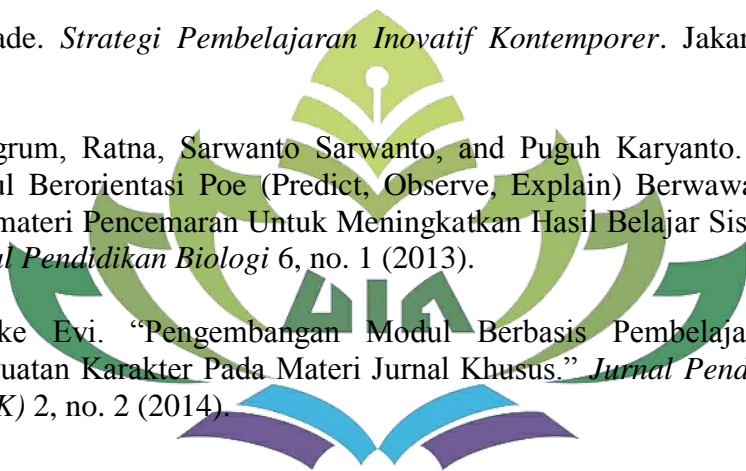 ade. Strategi Pembelajaran Inovatif Kontemporer. Jakar
grum, Ratna, Sarwanto Sarwanto, and Puguh Karyanto.
ul Berorientasi Poe (Predict, Observe, Explain) Berwawa
materi Pencemaran Untuk Meningkatkan Hasil Belajar Sis
al Pendidikan Biologi 6, no. 1 (2013).
UIN
ke Evi. “Pengembangan Modul Berbasis Pembelaja
uatan Karakter Pada Materi Jurnal Khusus.” Jurnal Pend
K) 2, no. 2 (2014).